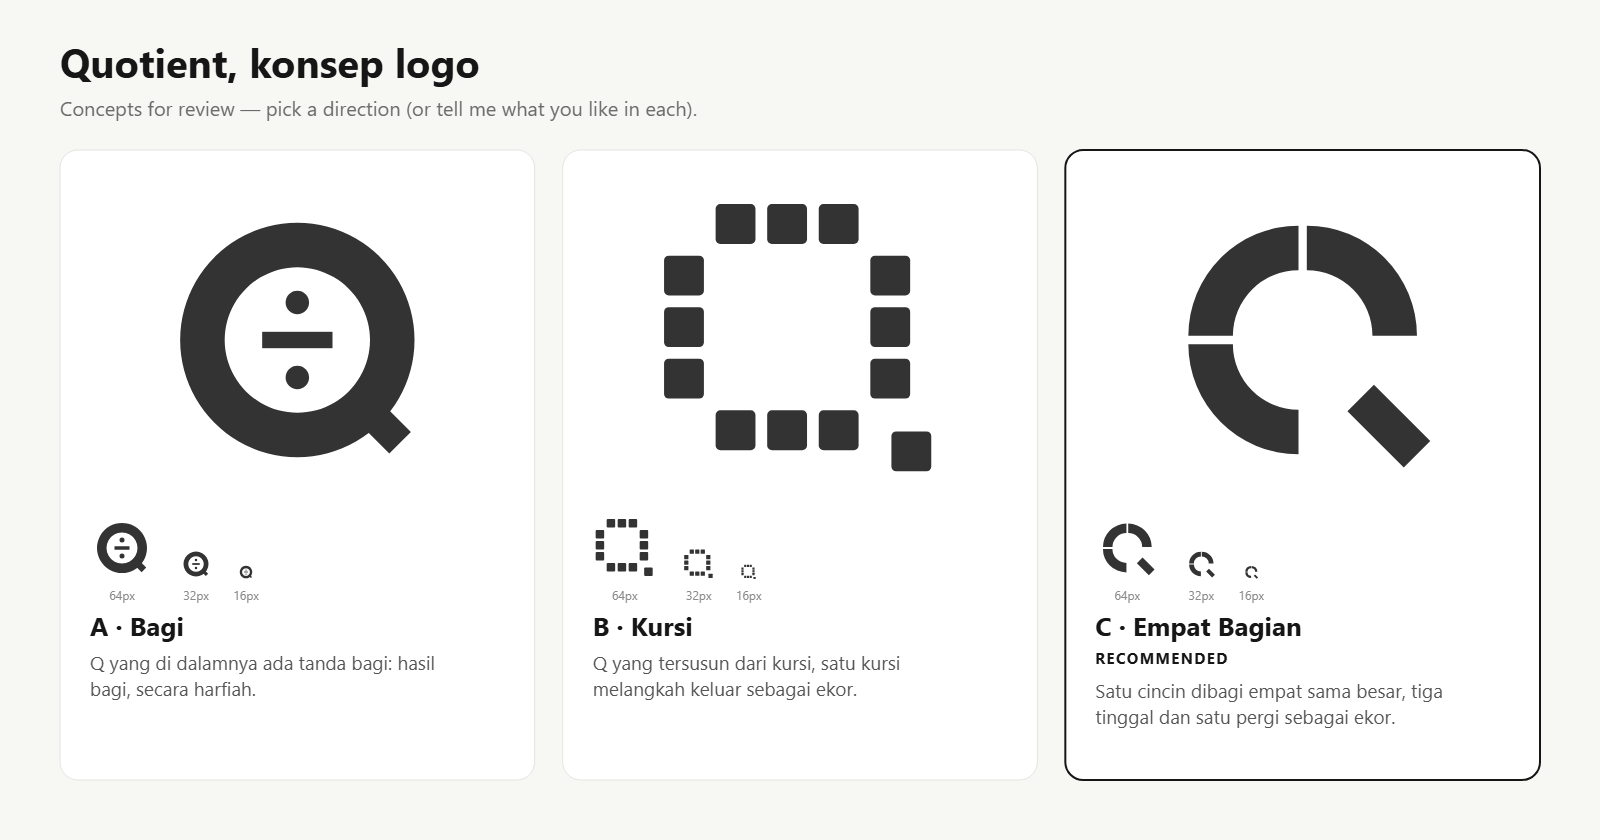 Quotient, konsep logo
Concepts for review — pick a direction (or tell me what you like in each).
64px 32px 16px
A · Bagi
Q yang di dalamnya ada tanda bagi: hasil
bagi, secara harfiah.
64px 32px 16px
B · Kursi
Q yang tersusun dari kursi, satu kursi
melangkah keluar sebagai ekor.
64px 32px 16px
C · Empat Bagian
RECOMMENDED
Satu cincin dibagi empat sama besar, tiga
tinggal dan satu pergi sebagai ekor.